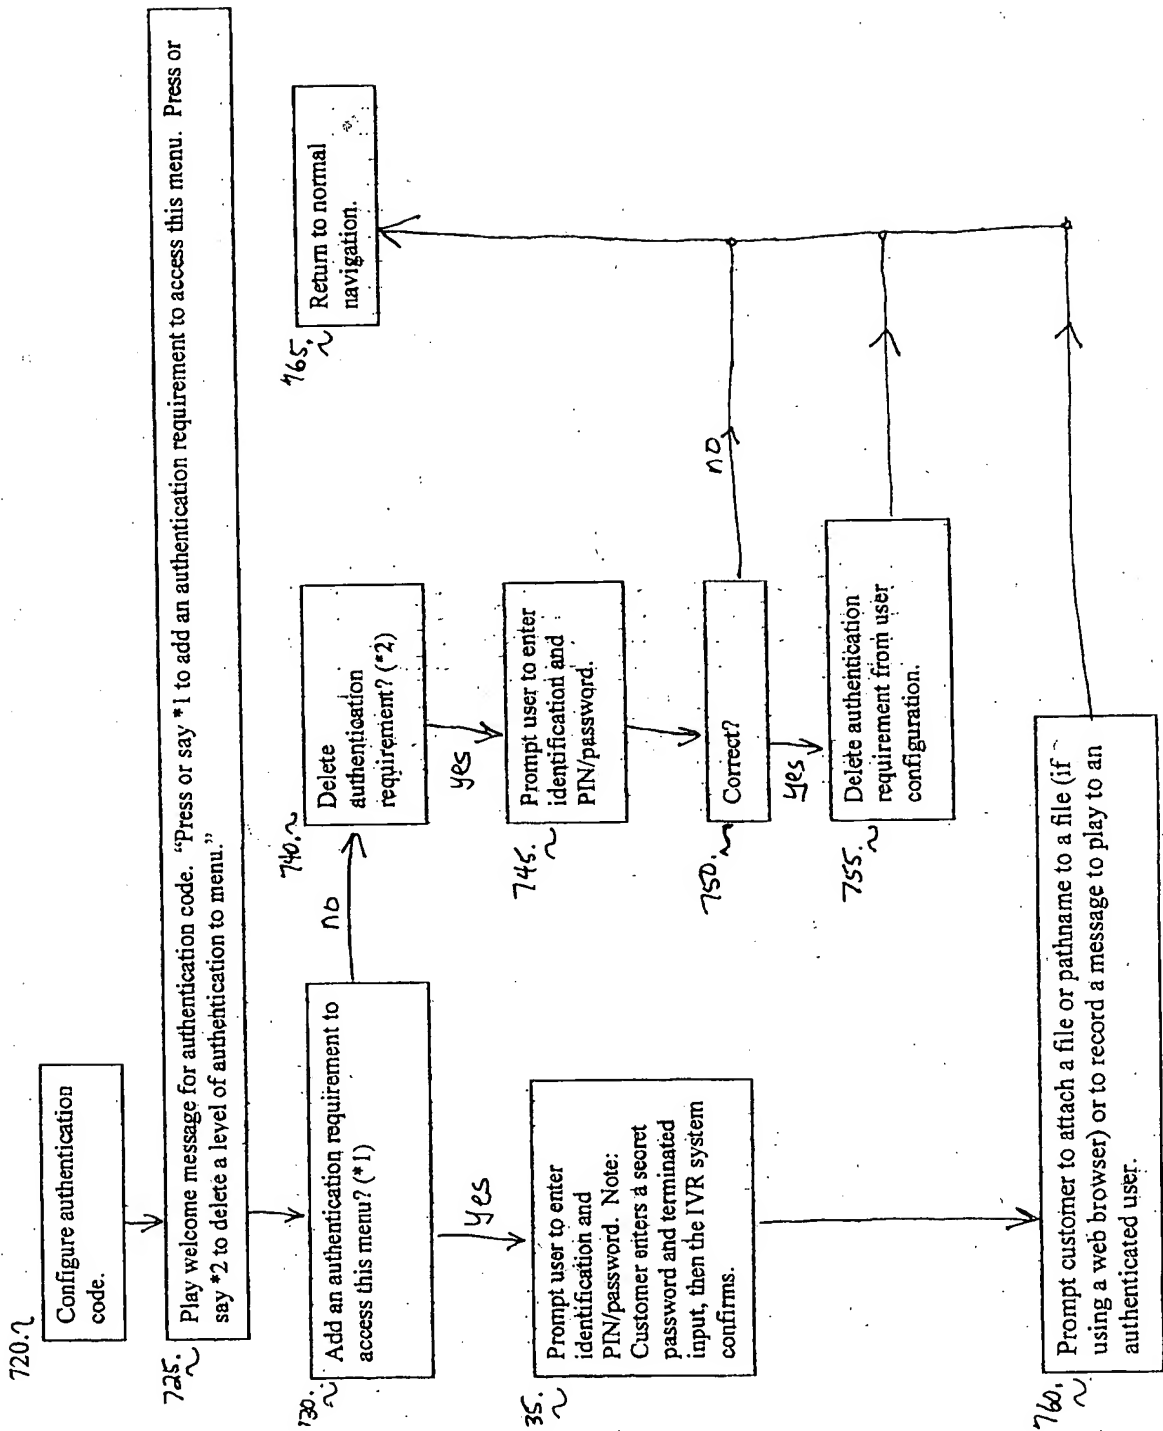 720.
Configure authentication
code.
725.
Play welcome message for authentication code. “Press or say *1 to add an authentication requirement to access this menu. Press or
say *2 to delete a level of authehtication to menu.”
730.
Add an authentication requirement to
access this menu? (*1)
no
yes
740.
Delete
authentication
requirement? (*2)
yes
35.
Prompt user to enter
identification and
PIN/password. Note:
Customer enters a secret
password and terminated
input, then the IVR system
confirms.
745.
Prompt user to enter
identification and
PIN/password.
750.
Correct?
no
yes
755.
Delete authentication
requirement from user
configuration.
760.
Prompt customer to attach a file or pathname to a file (if
using a web browser) or to record a message to play to an
authenticated user.
765.
Return to normal
navigation.